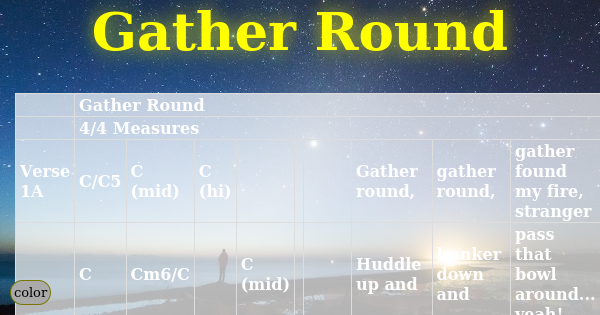 Gather Round
Gather Round
4/4 Measures
Verse 1A C/C5 C (mid) C (hi) Gather round, gather round, gather found my fire, stranger
C Cm6/C C (mid) Huddle up and hunker down and pass that bowl around... yeah!
color